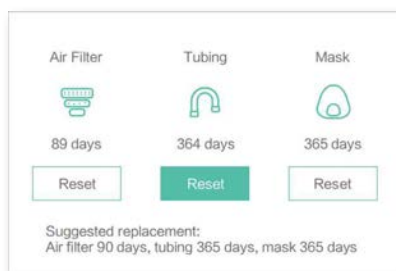 Air Filter Tubing Mask
89 days 364 days 365 days
Reset Reset Reset
Suggested replacement:
Air filter 90 days, tubing 365 days, mask 365 days